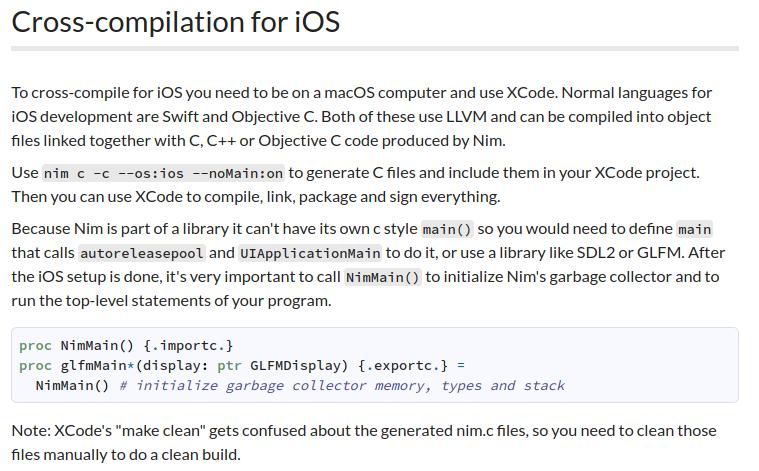 Cross-compilation for iOS
To cross-compile for iOS you need to be on a macOS computer and use XCode. Normal languages for
iOS development are Swift and Objective C. Both of these use LLVM and can be compiled into object
files linked together with C, C++ or Objective C code produced by Nim.
Use nim c -c --os:ios --noMain:on to generate C files and include them in your XCode project.
Then you can use XCode to compile, link, package and sign everything.
Because Nim is part of a library it can't have its own c style main() so you would need to define main
that calls autoreleasepool and UIApplicationMain to do it, or use a library like SDL2 or GLFM. After
the iOS setup is done, it's very important to call NimMain() to initialize Nim's garbage collector and to
run the top-level statements of your program.
proc NimMain() {.importc.}
proc glfmMain*(display: ptr GLFMDisplay) {.exportc.} =
  NimMain() # initialize garbage collector memory, types and stack
Note: XCode's "make clean" gets confused about the generated nim.c files, so you need to clean those
files manually to do a clean build.